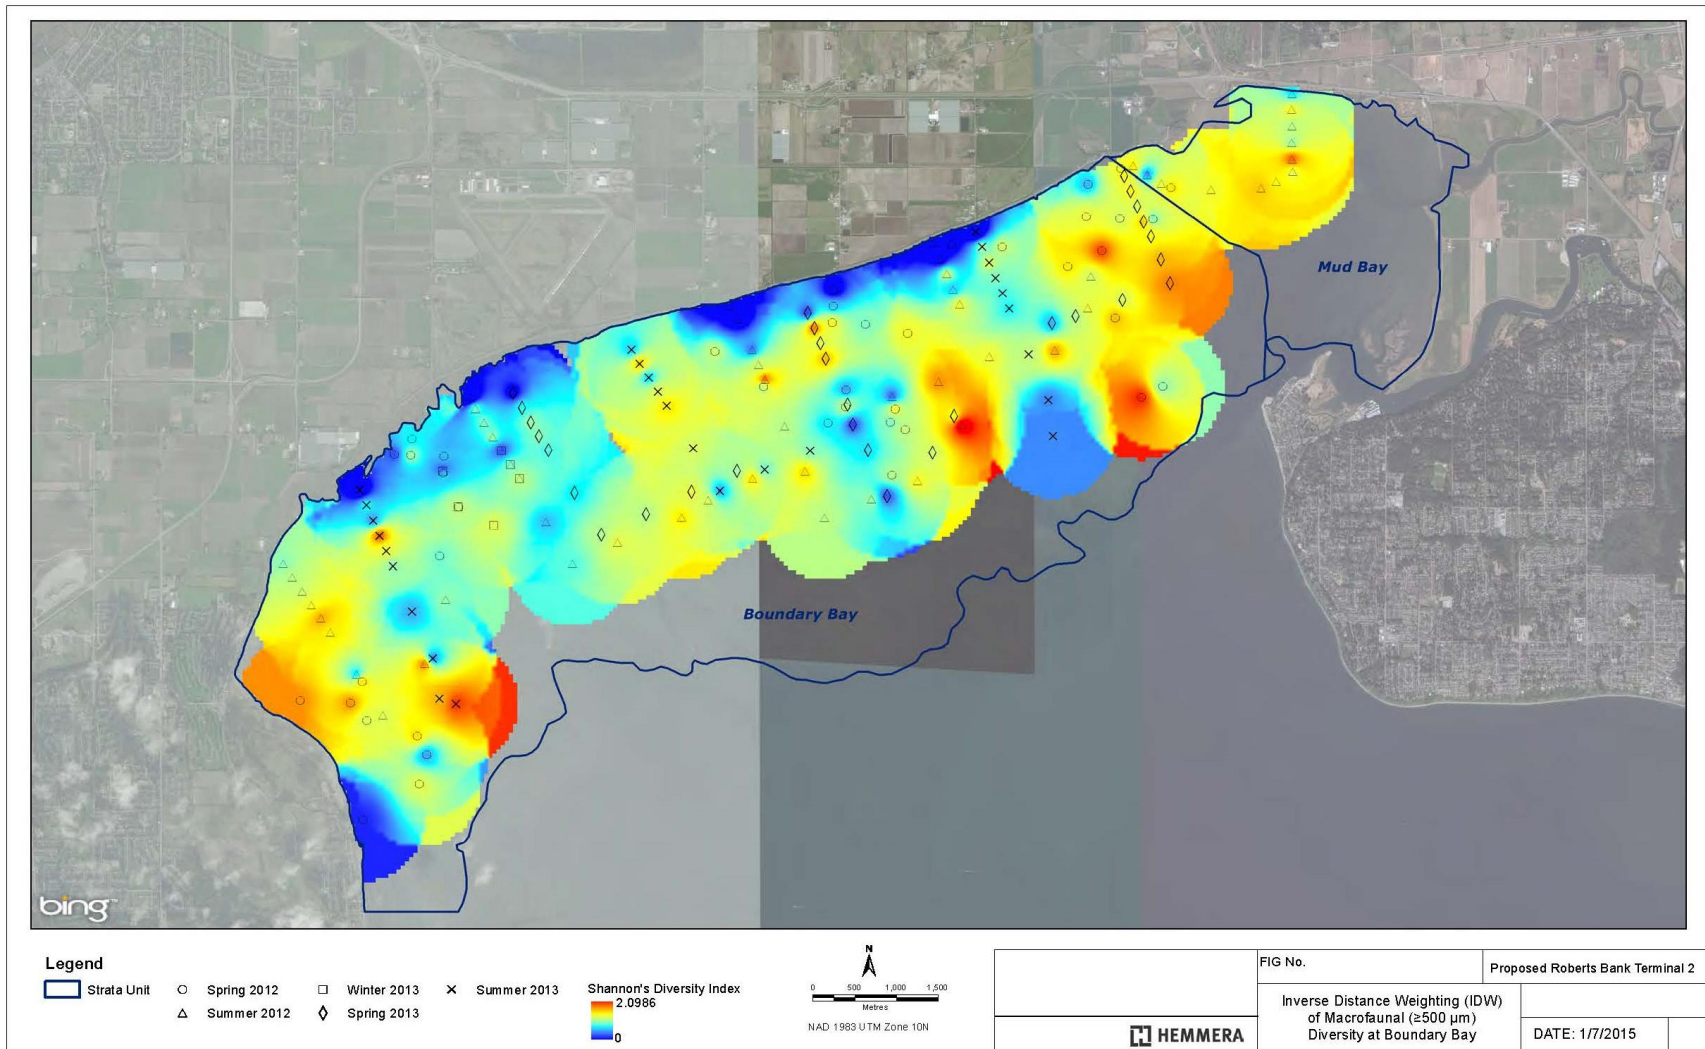 Mud Bay
Boundary Bay
bing™
Legend
Strata Unit
Spring 2012
Summer 2012
Winter 2013
Spring 2013
Summer 2013
Shannon's Diversity Index
2.0986
0
N
0 500 1,000 1,500
Metres
NAD 1983 UTM Zone 10N
HEMMERA
FIG No.
Inverse Distance Weighting (IDW)
of Macrofaunal (≥500 µm)
Diversity at Boundary Bay
Proposed Roberts Bank Terminal 2
DATE: 1/7/2015